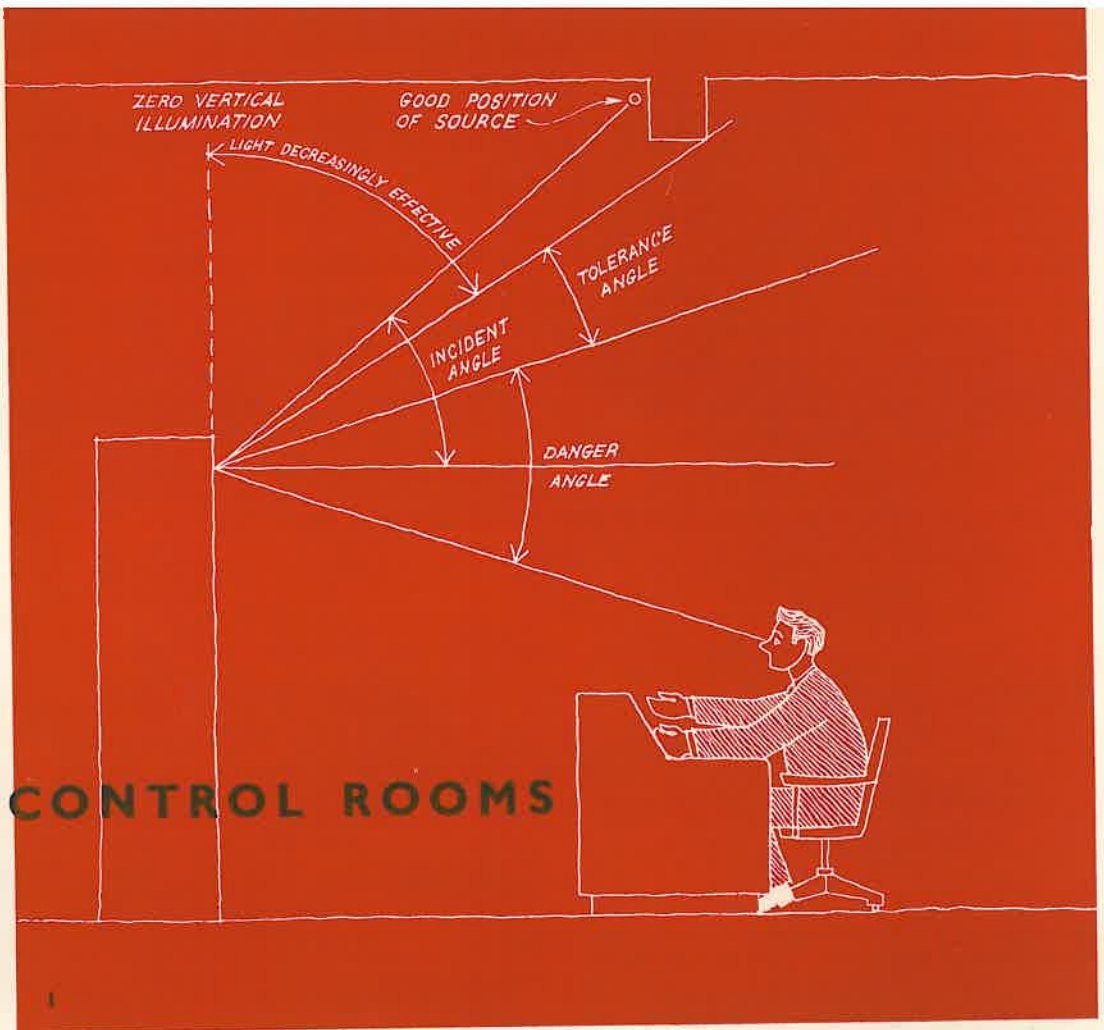 ZERO VERTICAL
ILLUMINATION
GOOD POSITION
OF SOURCE
LIGHT DECREASINGLY EFFECTIVE
TOLERANCE
ANGLE
INCIDENT
ANGLE
DANGER
ANGLE
CONTROL ROOMS
1